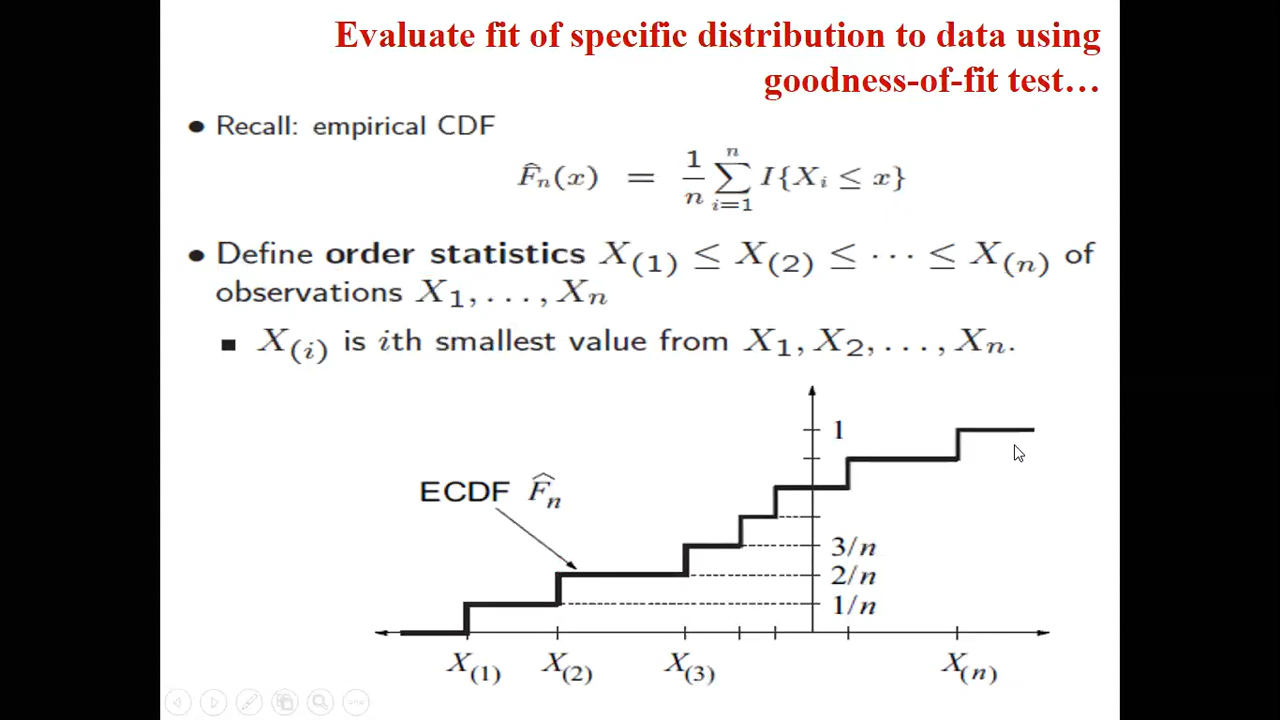 Evaluate fit of specific distribution to data using
goodness-of-fit test…
● Recall: empirical CDF
F̂ₙ(x) = 1/n ∑ᵢ₌₁ⁿ I{Xᵢ ≤ x}
● Define order statistics X₍₁₎ ≤ X₍₂₎ ≤ ⋯ ≤ X₍ₙ₎ of
observations X₁, . . . , Xₙ
■ X₍ᵢ₎ is ith smallest value from X₁, X₂, . . . , Xₙ.
1
ECDF F̂ₙ
3/n
2/n
1/n
X₍₁₎ X₍₂₎ X₍₃₎ X₍ₙ₎